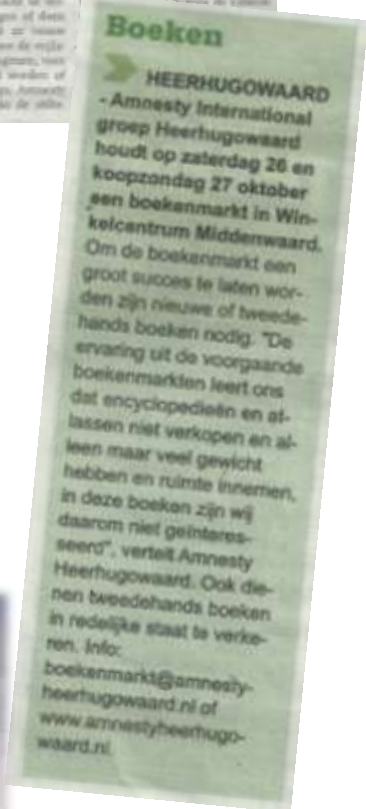 Boeken
HEERHUGOWAARD
- Amnesty International
groep Heerhugowaard
houdt op zaterdag 26 en
koopzondag 27 oktober
een boekenmarkt in Win-
kelcentrum Middenwaard.
Om de boekenmarkt een
groot succes te laten wor-
den zijn nieuwe of tweede-
hands boeken nodig. "De
ervaring uit de voorgaande
boekenmarkten leert ons
dat encyclopedieën en at-
lassen niet verkopen en al-
leen maar veel gewicht
hebben en ruimte innemen,
in deze boeken zijn wij
daarom niet geïnteres-
seerd", vertelt Amnesty
Heerhugowaard. Ook die-
nen tweedehands boeken
in redelijke staat te verke-
ren. Info:
boekenmarkt@amnesty-
heerhugowaard.nl of
www.amnestyheerhugo-
waard.nl.